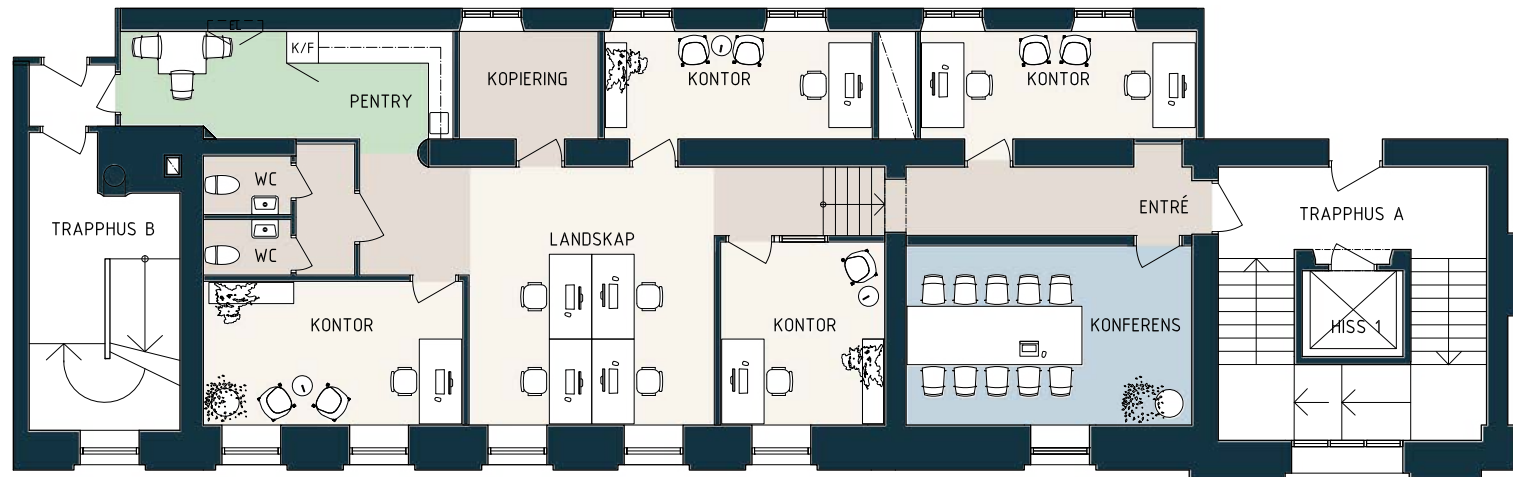 EL
K/F
PENTRY
KOPIERING
KONTOR
KONTOR
WC
WC
TRAPPHUS B
LANDSKAP
ENTRÉ
TRAPPHUS A
KONTOR
KONTOR
KONFERENS
HISS 1